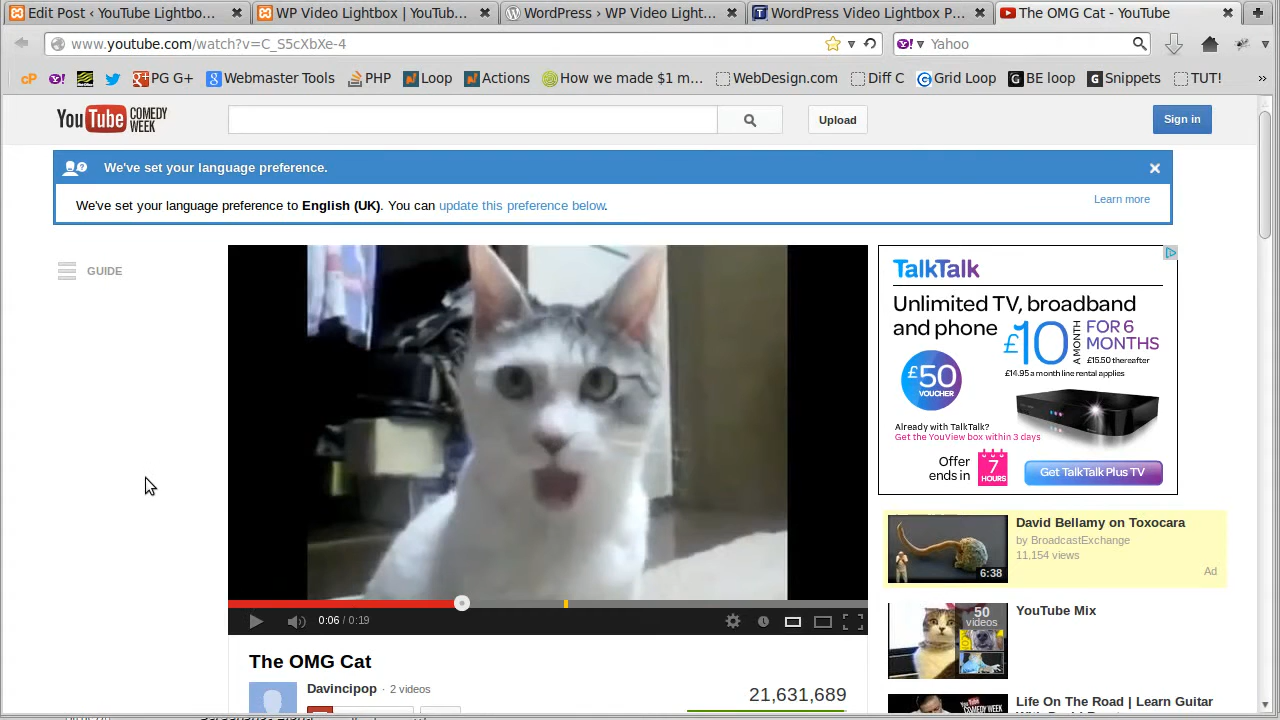 Edit Post ‹ YouTube Lightbo...
WP Video Lightbox | YouTub...
WordPress › WP Video Light...
WordPress Video Lightbox P...
The OMG Cat - YouTube
www.youtube.com/watch?v=C_S5cXbXe-4
Yahoo
cP
PG G+
Webmaster Tools
PHP
Loop
Actions
How we made $1 m...
WebDesign.com
Diff C
Grid Loop
BE loop
Snippets
TUT!
»
YouTube COMEDY WEEK
Upload
Sign in
We've set your language preference.
We've set your language preference to English (UK). You can update this preference below.
Learn more
GUIDE
TalkTalk
Unlimited TV, broadband
and phone £10 A MONTH FOR 6 MONTHS
£15.50 thereafter
£14.95 a month line rental applies
£50
VOUCHER
Already with TalkTalk?
Get the YouView box within 3 days
Offer
ends in
7
HOURS
Get TalkTalk Plus TV
David Bellamy on Toxocara
by BroadcastExchange
11,154 views
6:38
Ad
50
videos
YouTube Mix
0:06 / 0:19
The OMG Cat
Davincipop · 2 videos
21,631,689
Life On The Road | Learn Guitar